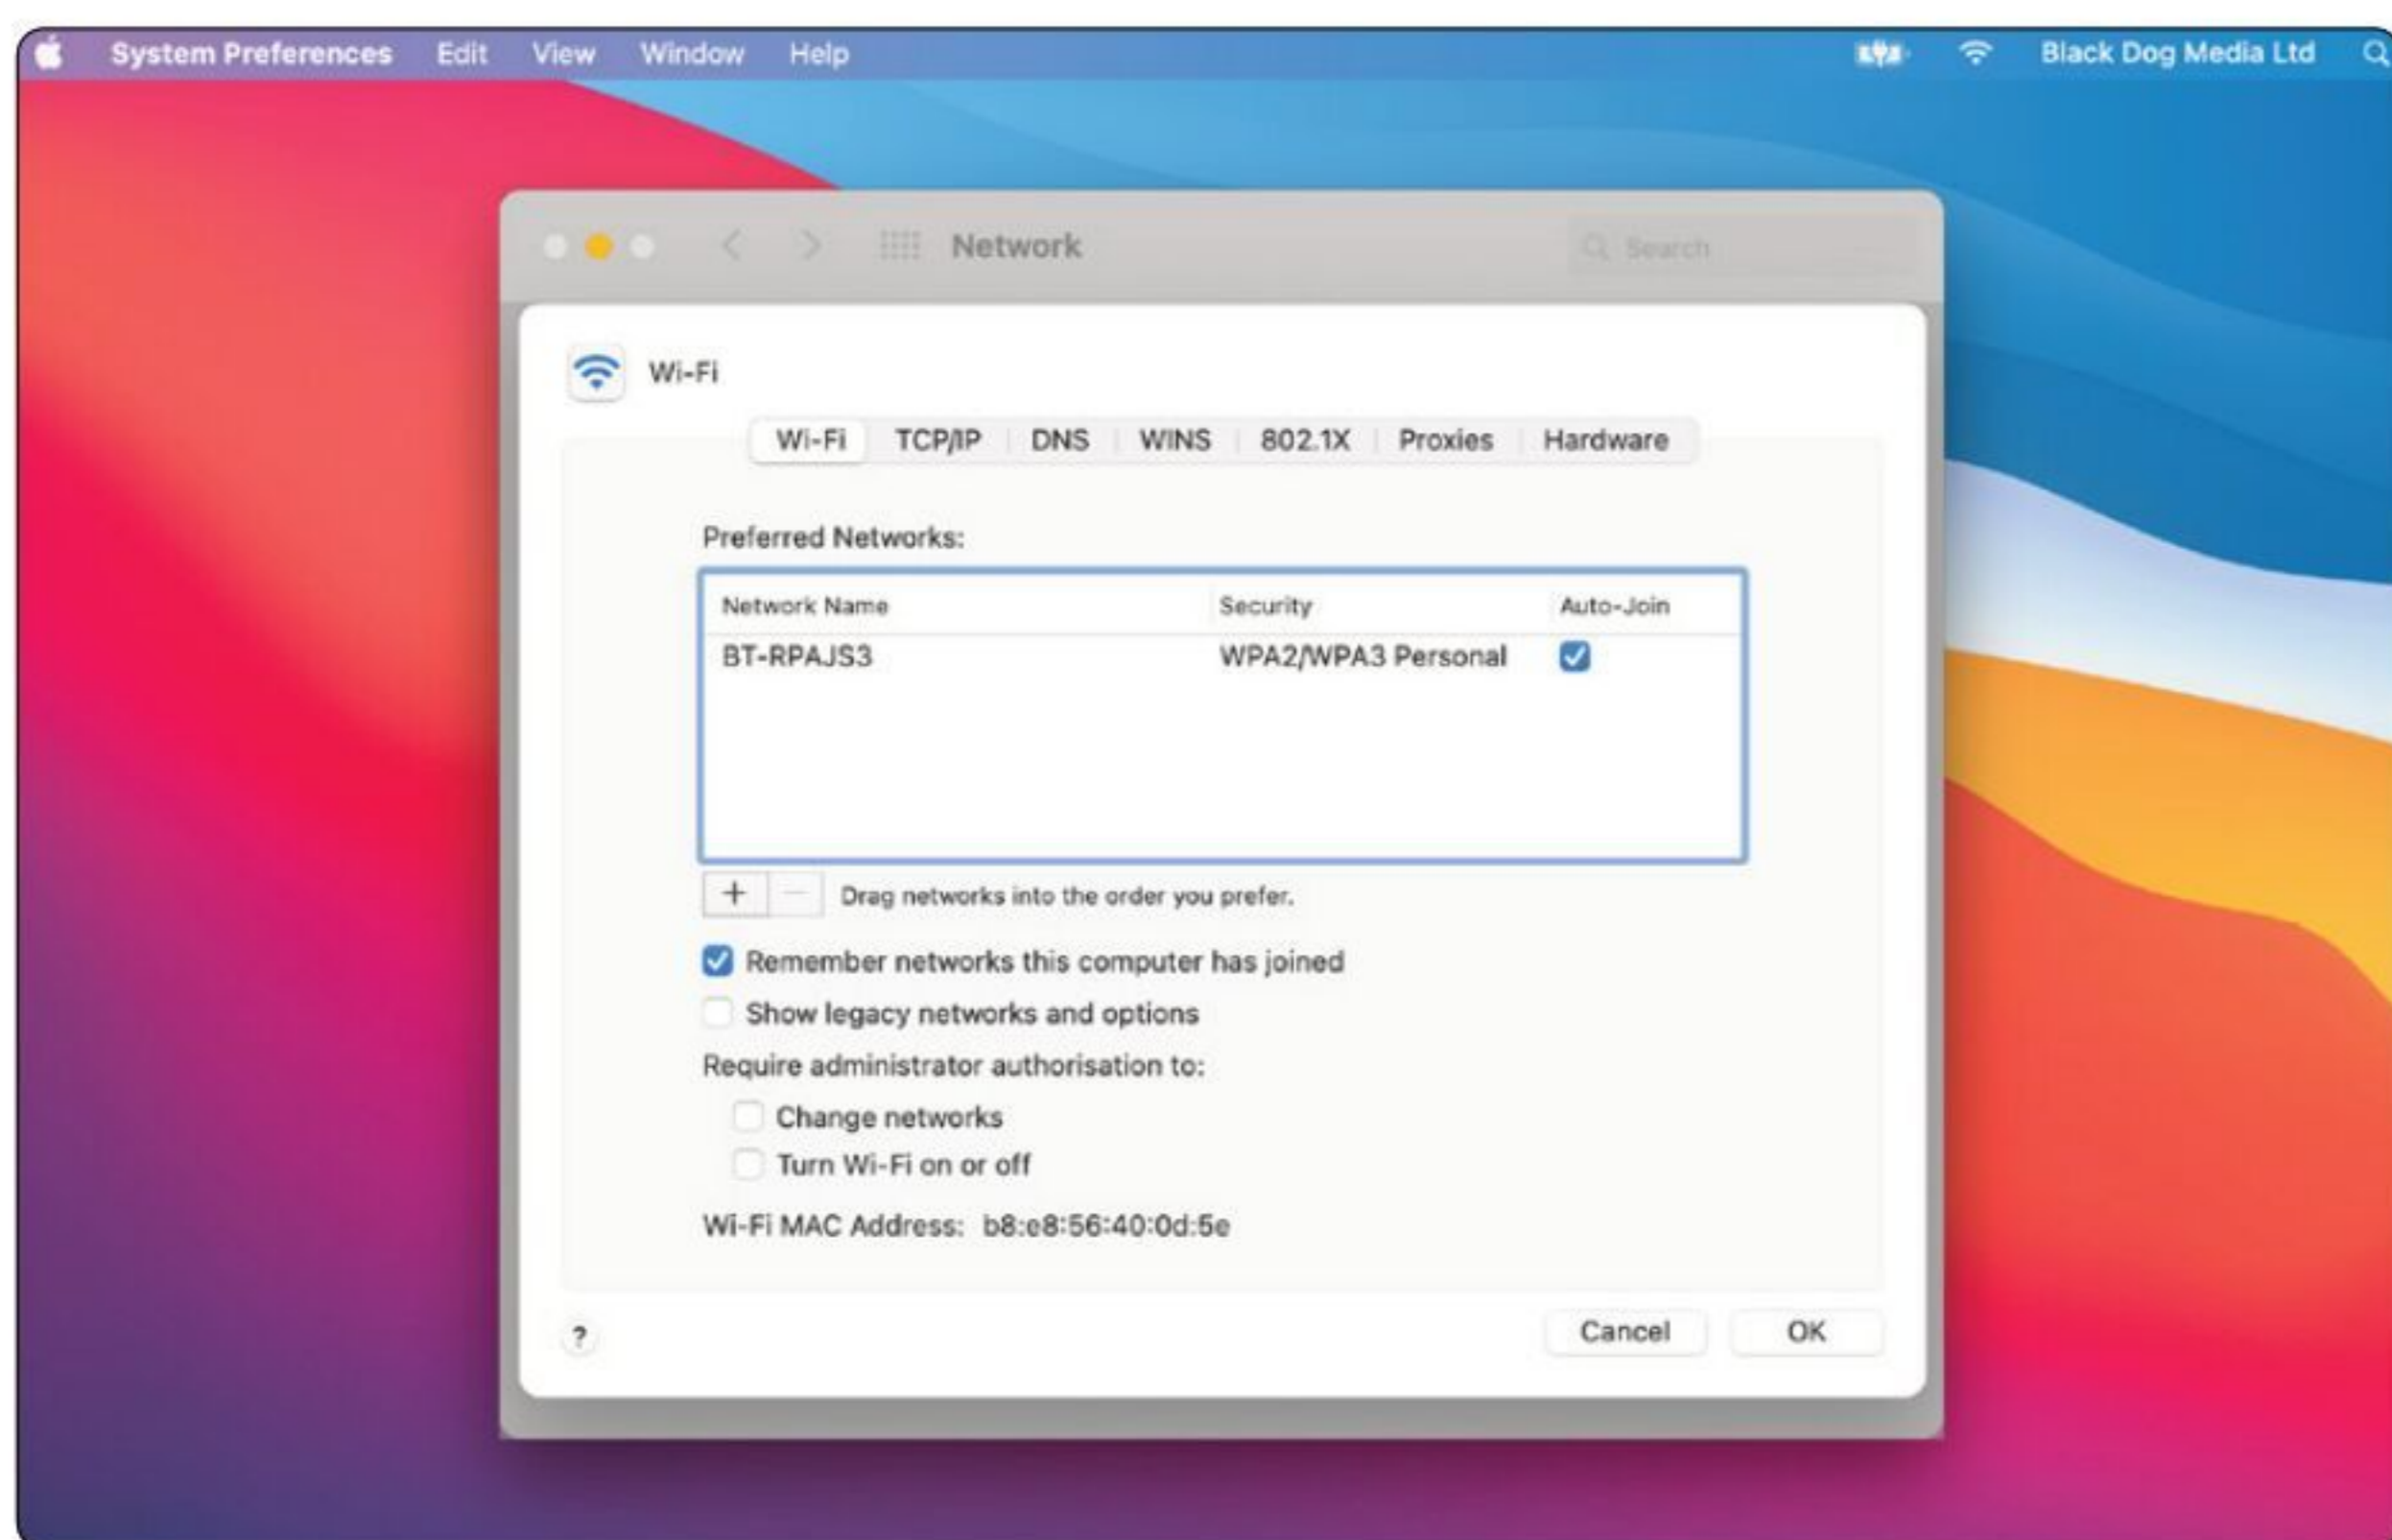 System Preferences Edit View Window Help Black Dog Media Ltd
Network Search
Wi-Fi
Wi-Fi TCP/IP DNS WINS 802.1X Proxies Hardware
Preferred Networks:
Network Name Security Auto-Join
BT-RPAJS3 WPA2/WPA3 Personal
+ − Drag networks into the order you prefer.
Remember networks this computer has joined
Show legacy networks and options
Require administrator authorisation to:
Change networks
Turn Wi-Fi on or off
Wi-Fi MAC Address: b8:e8:56:40:0d:5e
? Cancel OK